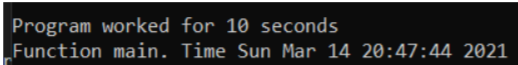 Program worked for 10 seconds
Function main. Time Sun Mar 14 20:47:44 2021